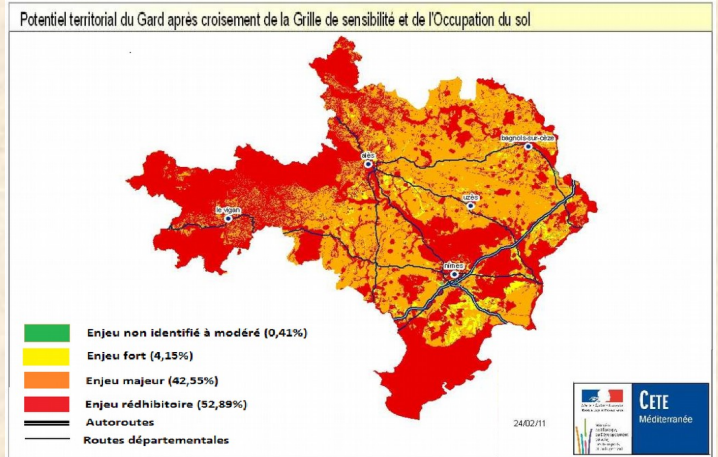 Potentiel territorial du Gard après croisement de la Grille de sensibilité et de l'Occupation du sol
bagnols-sur-cèze
alès
uzès
le vigan
nîmes
Enjeu non identifié à modéré (0,41%)
Enjeu fort (4,15%)
Enjeu majeur (42,55%)
Enjeu rédhibitoire (52,89%)
Autoroutes
Routes départementales
24/02/11
CETE
Méditerranée